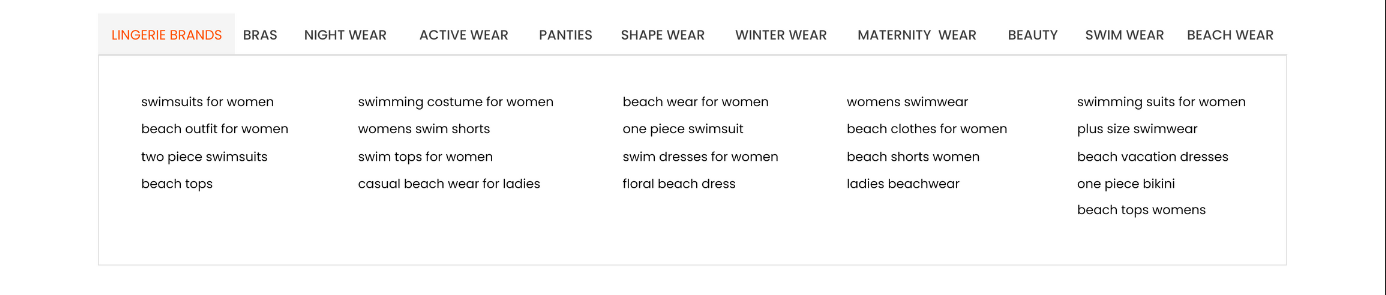 LINGERIE BRANDS BRAS NIGHT WEAR ACTIVE WEAR PANTIES SHAPE WEAR WINTER WEAR MATERNITY WEAR BEAUTY SWIM WEAR BEACH WEAR
swimsuits for women swimming costume for women beach wear for women womens swimwear swimming suits for women
beach outfit for women womens swim shorts one piece swimsuit beach clothes for women plus size swimwear
two piece swimsuits swim tops for women swim dresses for women beach shorts women beach vacation dresses
beach tops casual beach wear for ladies floral beach dress ladies beachwear one piece bikini
beach tops womens